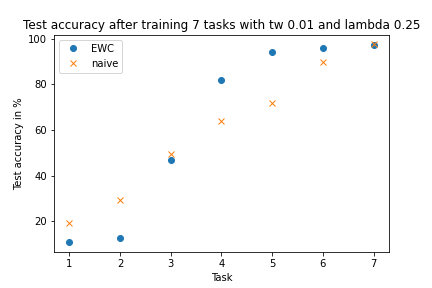 Test accuracy after training 7 tasks with tw 0.01 and lambda 0.25
100
80
60
40
20
Test accuracy in %
EWC
naive
1 2 3 4 5 6 7
Task